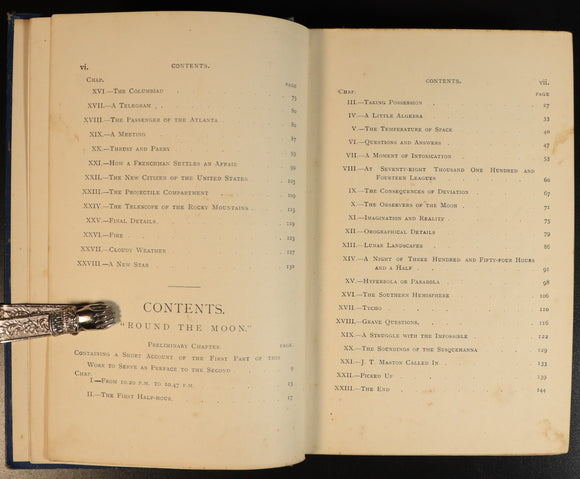 vi. CONTENTS.
CHAP. PAGE
XVI.—THE COLUMBIAD 75
XVII.—A TELEGRAM 80
XVIII.—THE PASSENGER OF THE ATLANTA 80
XIX.—A MEETING 87
XX.—THRUST AND PARRY 93
XXI.—HOW A FRENCHMAN SETTLES AN AFFAIR 99
XXII.—THE NEW CITIZEN OF THE UNITED STATES 105
XXIII.—THE PROJECTILE COMPARTMENT 109
XXIV.—THE TELESCOPE OF THE ROCKY MOUNTAINS 113
XXV.—FINAL DETAILS 119
XXVI.—FIRE 123
XXVII.—CLOUDY WEATHER 127
XXVIII.—A NEW STAR 132
CONTENTS.
"ROUND THE MOON."
PRELIMINARY CHAPTER. PAGE.
CONTAINING A SHORT ACCOUNT OF THE FIRST PART OF THIS
WORK TO SERVE AS PREFACE TO THE SECOND 9
CHAP.
I.—FROM 10.20 P.M. TO 10.47 P.M. 13
II.—THE FIRST HALF-HOUR. 17
CONTENTS. vii.
CHAP. PAGE
III.—TAKING POSSESSION 27
IV.—A LITTLE ALGEBRA 33
V.—THE TEMPERATURE OF SPACE 40
VI.—QUESTIONS AND ANSWERS 47
VII.—A MOMENT OF INTOXICATION 53
VIII.—AT SEVENTY-EIGHT THOUSAND ONE HUNDRED AND
FOURTEEN LEAGUES 60
IX.—THE CONSEQUENCES OF DEVIATION 67
X.—THE OBSERVERS OF THE MOON 71
XI.—IMAGINATION AND REALITY 75
XII.—OROGRAPHICAL DETAILS 79
XIII.—LUNAR LANDSCAPES 86
XIV.—A NIGHT OF THREE HUNDRED AND FIFTY-FOUR HOURS
AND A HALF 91
XV.—HYPERBOLA OR PARABOLA 98
XVI.—THE SOUTHERN HEMISPHERE 106
XVII.—TYCHO 110
XVIII.—GRAVE QUESTIONS. 116
XIX.—A STRUGGLE WITH THE IMPOSSIBLE 122
XX.—THE SOUNDINGS OF THE SUSQUEHANNA 129
XXI.—J. T. MASTON CALLED IN 133
XXII.—PICKED UP 139
XXIII.—THE END 144